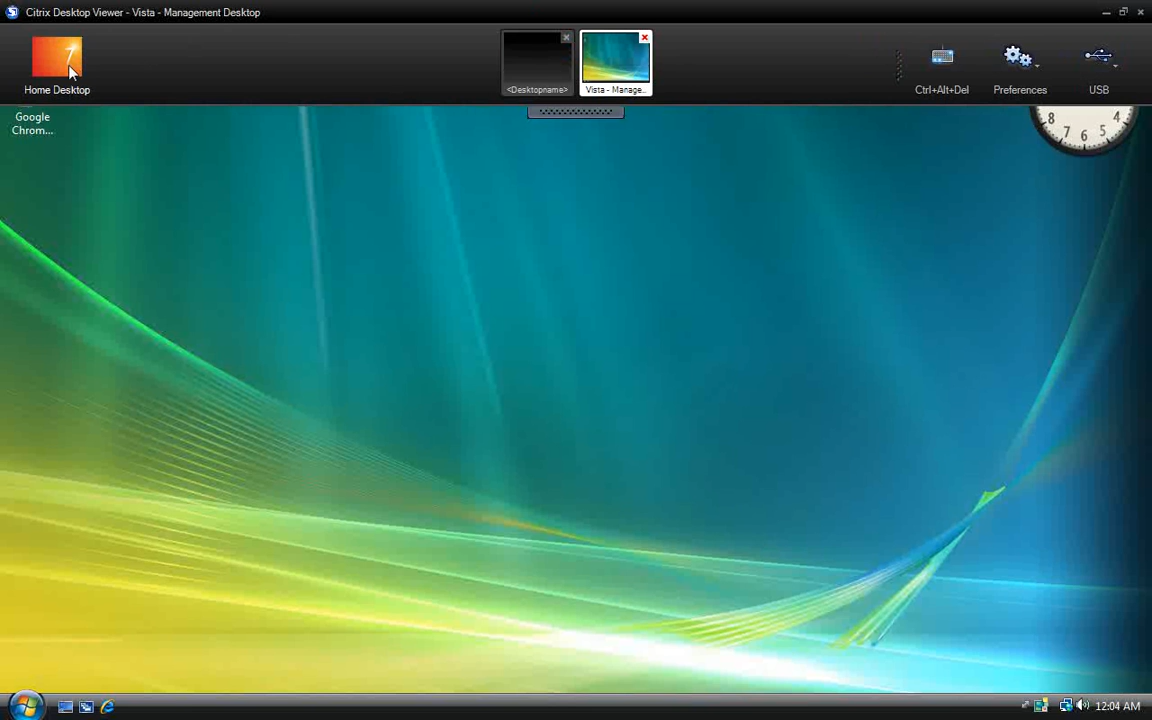 Citrix Desktop Viewer - Vista - Management Desktop
7
Home Desktop
<Desktopname>
Vista - Manage..
Ctrl+Alt+Del
Preferences
USB
Google
Chrom...
8 7 6 5 4
12:04 AM